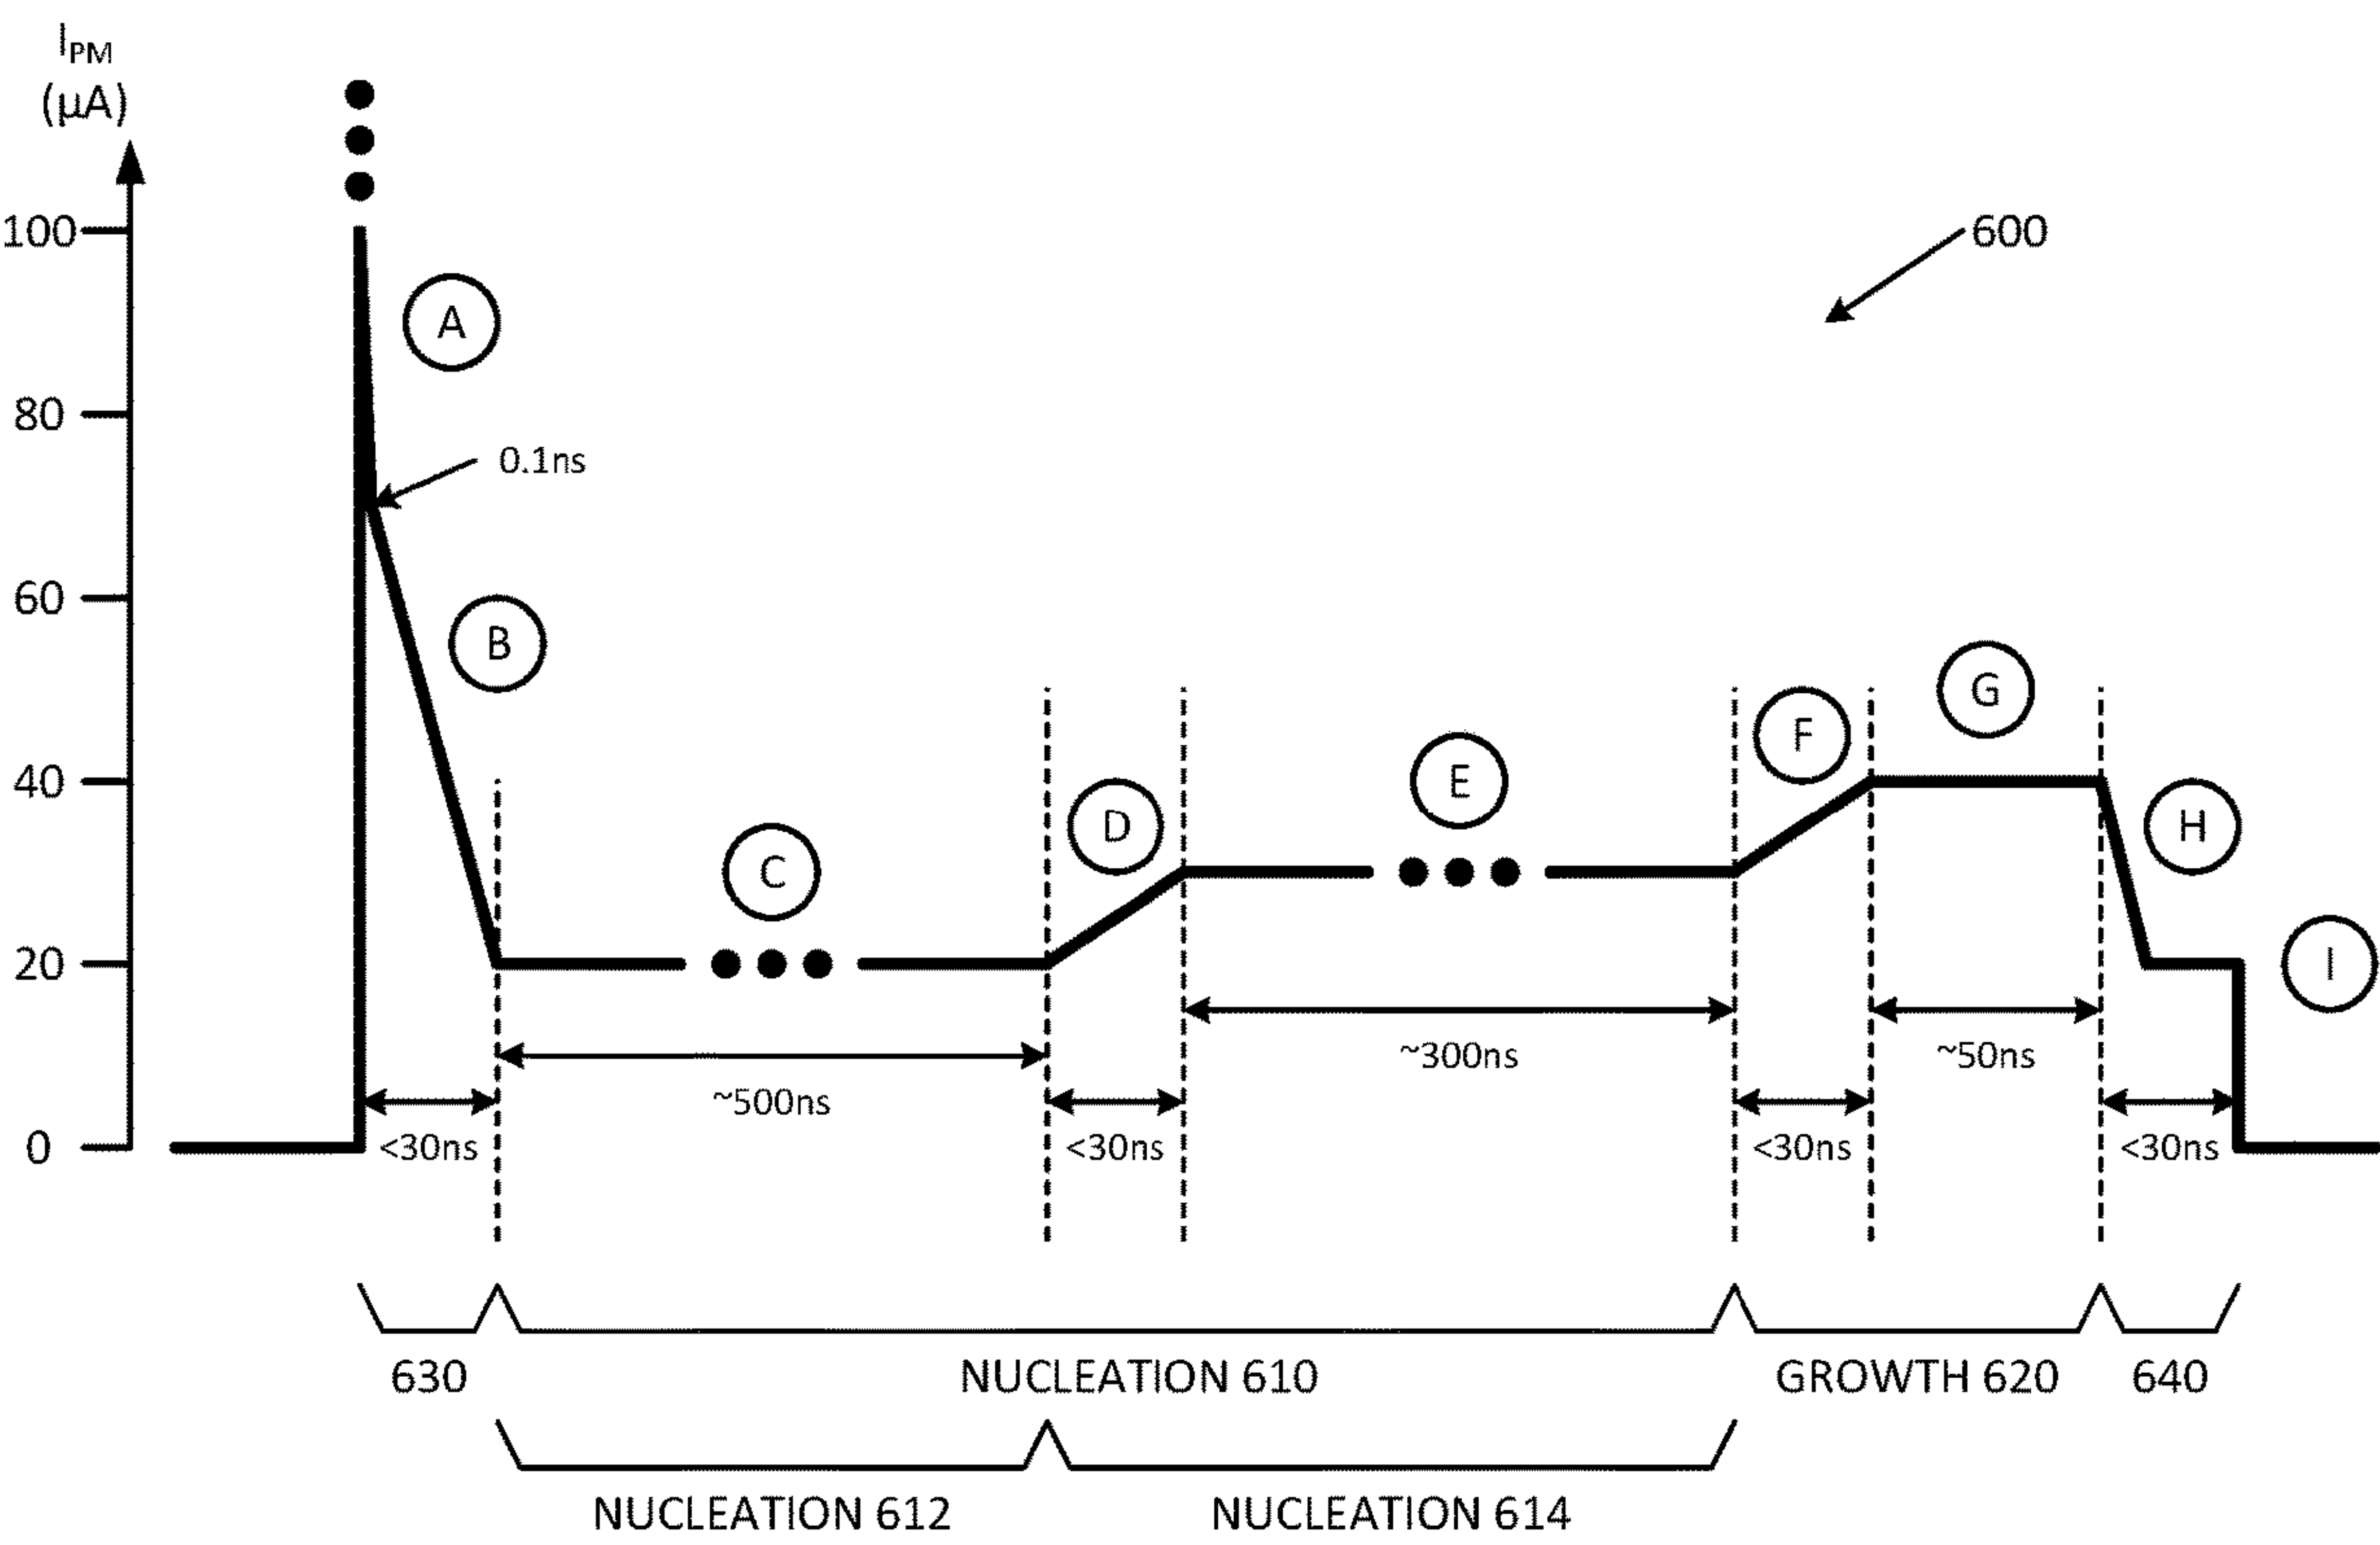 I_PM
(µA)
100
600
A
80
0.1ns
60
B
G
F
40
E
D
H
C
20
I
~300ns
~50ns
~500ns
0
<30ns
<30ns
<30ns
<30ns
630
NUCLEATION 610
GROWTH 620
640
NUCLEATION 612
NUCLEATION 614